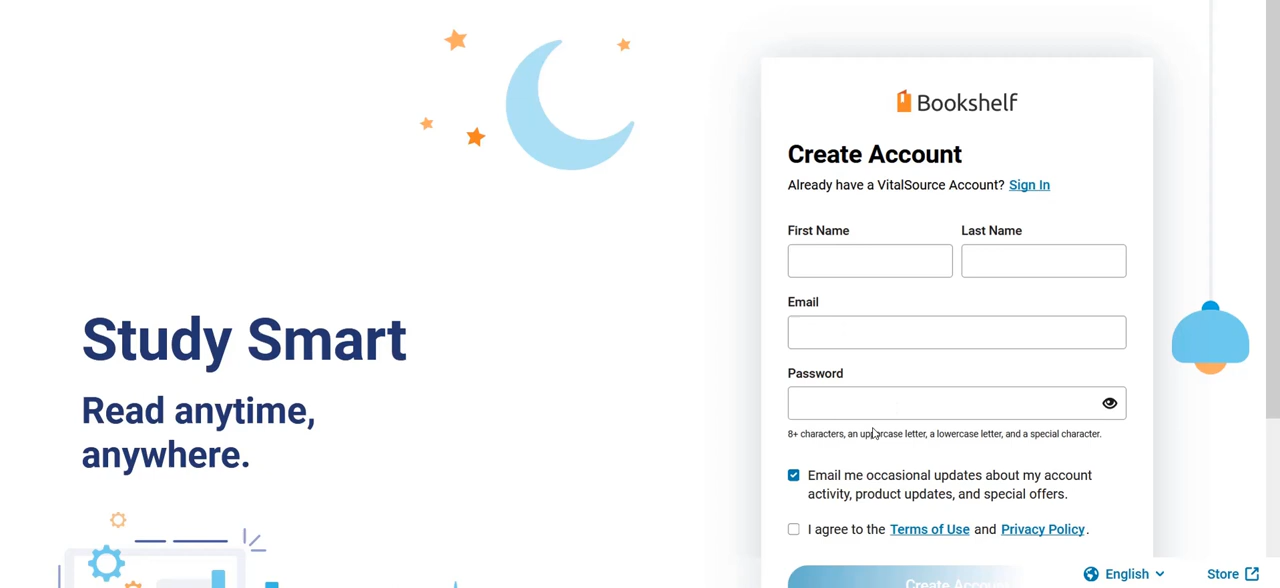 Bookshelf
Create Account
Already have a VitalSource Account? Sign In
First Name
Last Name
Email
Password
8+ characters, an uppercase letter, a lowercase letter, and a special character.
Email me occasional updates about my account
activity, product updates, and special offers.
I agree to the Terms of Use and Privacy Policy.
Create Account
Study Smart
Read anytime,
anywhere.
English
Store